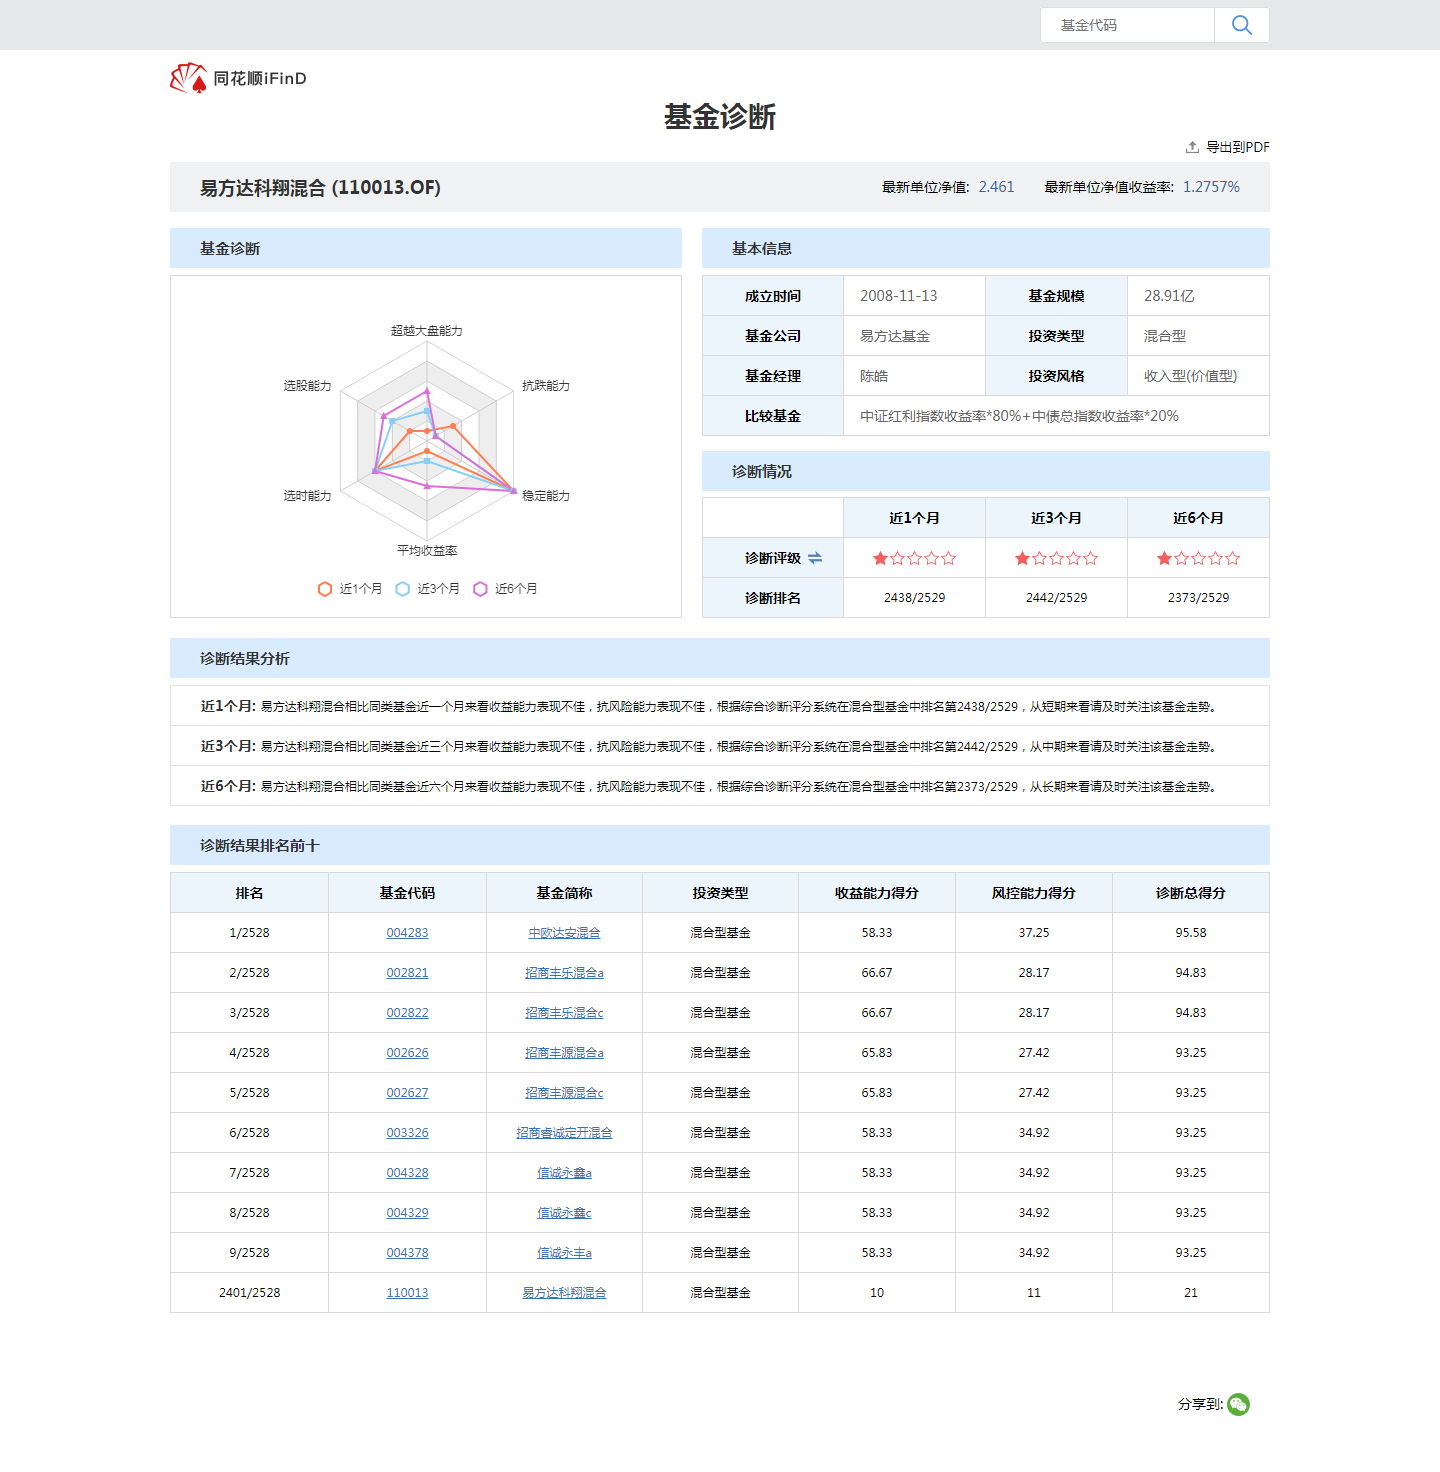 基金代码
同花顺iFinD
基金诊断
导出到PDF
易方达科翔混合 (110013.OF)
最新单位净值: 2.461 最新单位净值收益率: 1.2757%
基金诊断
超越大盘能力
选股能力 抗跌能力
选时能力 稳定能力
平均收益率
近1个月 近3个月 近6个月
基本信息
成立时间 2008-11-13 基金规模 28.91亿
基金公司 易方达基金 投资类型 混合型
基金经理 陈皓 投资风格 收入型(价值型)
比较基金 中证红利指数收益率*80%+中债总指数收益率*20%
诊断情况
近1个月 近3个月 近6个月
诊断评级
诊断排名 2438/2529 2442/2529 2373/2529
诊断结果分析
近1个月: 易方达科翔混合相比同类基金近一个月来看收益能力表现不佳，抗风险能力表现不佳，根据综合诊断评分系统在混合型基金中排名第2438/2529，从短期来看请及时关注该基金走势。
近3个月: 易方达科翔混合相比同类基金近三个月来看收益能力表现不佳，抗风险能力表现不佳，根据综合诊断评分系统在混合型基金中排名第2442/2529，从中期来看请及时关注该基金走势。
近6个月: 易方达科翔混合相比同类基金近六个月来看收益能力表现不佳，抗风险能力表现不佳，根据综合诊断评分系统在混合型基金中排名第2373/2529，从长期来看请及时关注该基金走势。
诊断结果排名前十
排名 基金代码 基金简称 投资类型 收益能力得分 风控能力得分 诊断总得分
1/2528 004283 中欧达安混合 混合型基金 58.33 37.25 95.58
2/2528 002821 招商丰乐混合a 混合型基金 66.67 28.17 94.83
3/2528 002822 招商丰乐混合c 混合型基金 66.67 28.17 94.83
4/2528 002626 招商丰源混合a 混合型基金 65.83 27.42 93.25
5/2528 002627 招商丰源混合c 混合型基金 65.83 27.42 93.25
6/2528 003326 招商睿诚定开混合 混合型基金 58.33 34.92 93.25
7/2528 004328 信诚永鑫a 混合型基金 58.33 34.92 93.25
8/2528 004329 信诚永鑫c 混合型基金 58.33 34.92 93.25
9/2528 004378 信诚永丰a 混合型基金 58.33 34.92 93.25
2401/2528 110013 易方达科翔混合 混合型基金 10 11 21
分享到: